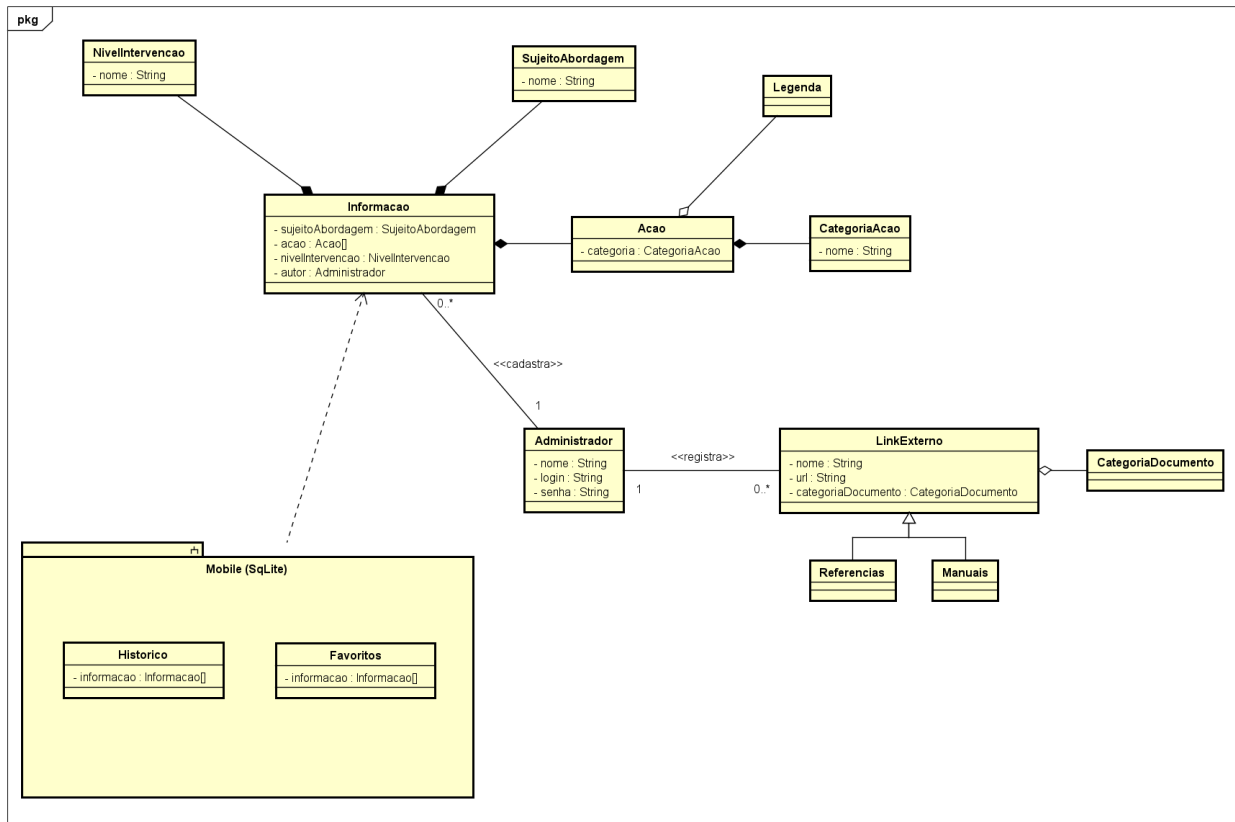 pkg
NivelIntervencao
- nome : String
SujeitoAbordagem
- nome : String
Legenda
Informacao
- sujeitoAbordagem : SujeitoAbordagem
- acao : Acao[]
- nivelIntervencao : NivelIntervencao
- autor : Administrador
Acao
- categoria : CategoriaAcao
CategoriaAcao
- nome : String
0..*
<<cadastra>>
1
Administrador
- nome : String
- login : String
- senha : String
<<registra>>
1
0..*
LinkExterno
- nome : String
- url : String
- categoriaDocumento : CategoriaDocumento
CategoriaDocumento
Referencias
Manuais
Mobile (SqLite)
Historico
- informacao : Informacao[]
Favoritos
- informacao : Informacao[]